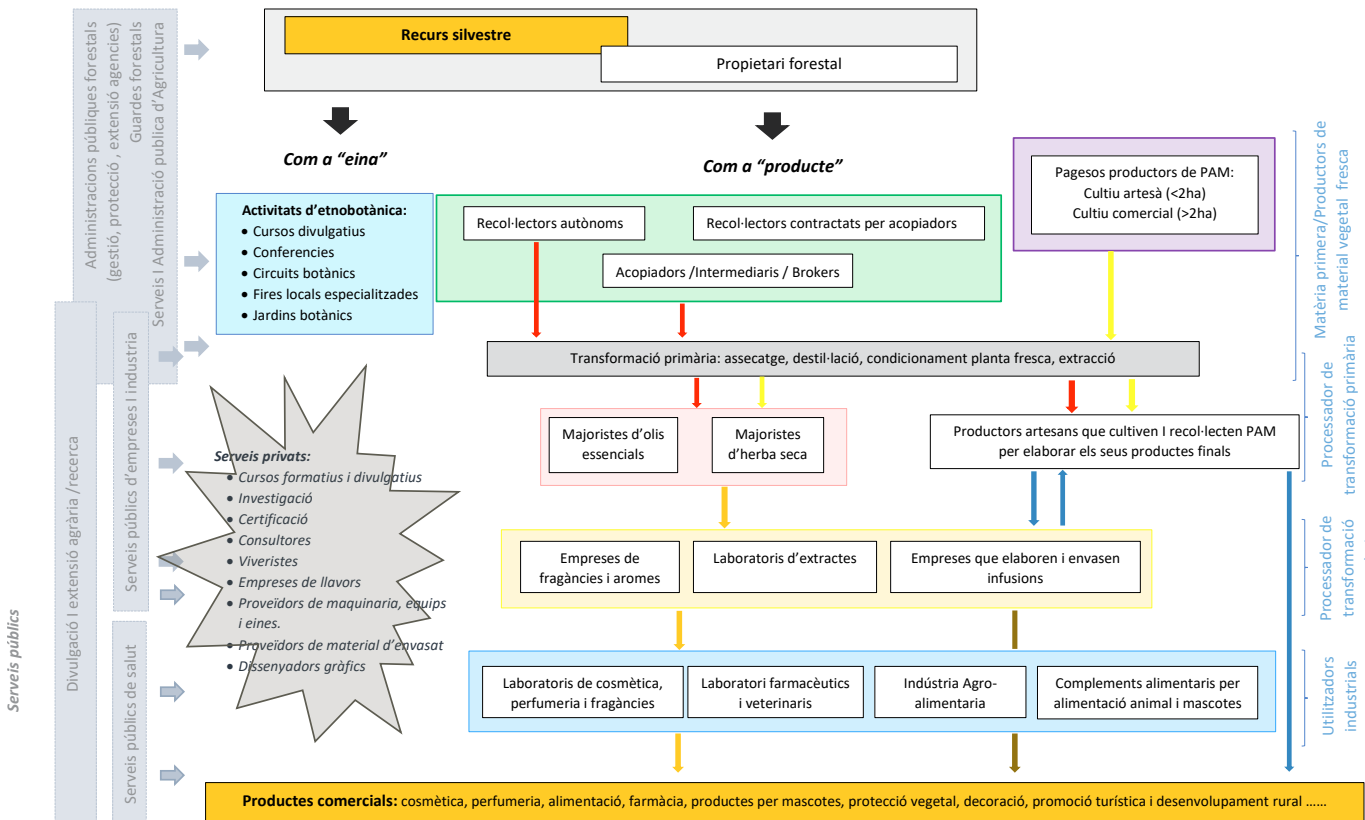 Recurs silvestre
Propietari forestal
Com a “eina”
Com a “producte”
Activitats d’etnobotànica:
• Cursos divulgatius
• Conferencies
• Circuits botànics
• Fires locals especialitzades
• Jardins botànics
Recol·lectors autònoms
Recol·lectors contractats per acopiadors
Acopiadors /Intermediaris / Brokers
Pagesos productors de PAM:
Cultiu artesà (<2ha)
Cultiu comercial (>2ha)
Transformació primària: assecatge, destil·lació, condicionament planta fresca, extracció
Majoristes d’olis
essencials
Majoristes
d’herba seca
Productors artesans que cultiven I recol·lecten PAM
per elaborar els seus productes finals
Serveis privats:
• Cursos formatius i divulgatius
• Investigació
• Certificació
• Consultores
• Viveristes
• Empreses de llavors
• Proveïdors de maquinaria, equips
i eines.
• Proveïdors de material d’envasat
• Dissenyadors gràfics
Empreses de
fragàncies i aromes
Laboratoris d’extractes
Empreses que elaboren i envasen
infusions
Laboratoris de cosmètica,
perfumeria i fragàncies
Laboratori farmacèutics
i veterinaris
Indústria Agro-
alimentaria
Complements alimentaris per
alimentació animal i mascotes
Productes comercials: cosmètica, perfumeria, alimentació, farmàcia, productes per mascotes, protecció vegetal, decoració, promoció turística i desenvolupament rural ……
Serveis públics
Divulgació I extensió agrària /recerca
Administracions públiques forestals
(gestió, protecció , extensió agencies)
Guardes forestals
Serveis I Administració publica d’Agricultura
Serveis públics d’empreses I industria
Serveis públics de salut
Matèria primera/Productors de
material vegetal fresca
Processador de
transformació primària
Processador de
transformació
Utilitzadors
industrials